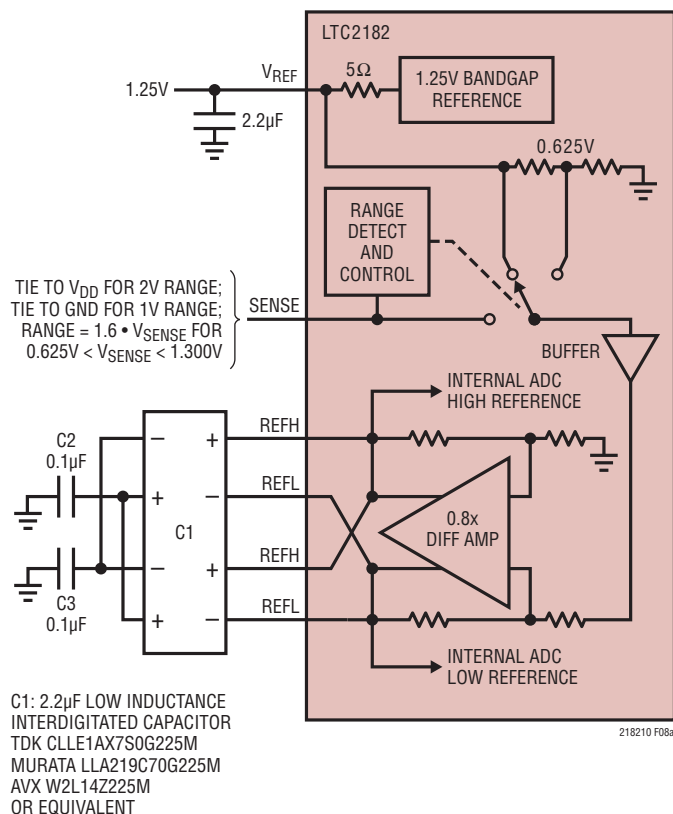 LTC2182
VREF
5Ω
1.25V BANDGAP
REFERENCE
1.25V
2.2µF
0.625V
RANGE
DETECT
AND
CONTROL
TIE TO VDD FOR 2V RANGE;
TIE TO GND FOR 1V RANGE;
RANGE = 1.6 • VSENSE FOR
0.625V < VSENSE < 1.300V
SENSE
BUFFER
INTERNAL ADC
HIGH REFERENCE
C2
0.1µF
– +
REFH
+ –
REFL
C1
0.8x
DIFF AMP
– +
REFH
C3
0.1µF
+ –
REFL
INTERNAL ADC
LOW REFERENCE
C1: 2.2µF LOW INDUCTANCE
INTERDIGITATED CAPACITOR
TDK CLLE1AX7S0G225M
MURATA LLA219C70G225M
AVX W2L14Z225M
OR EQUIVALENT
218210 F08a